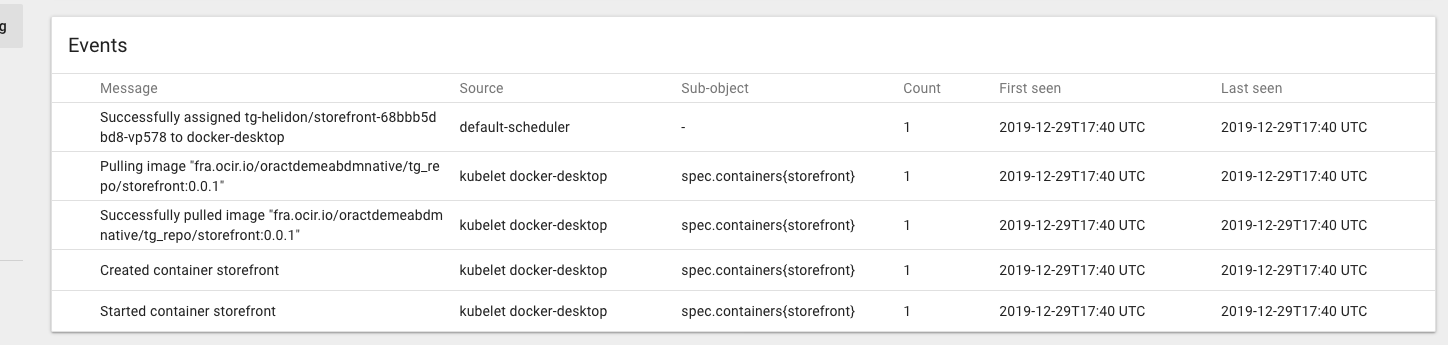 g
Events
Message Source Sub-object Count First seen Last seen
Successfully assigned tg-helidon/storefront-68bbb5d
bd8-vp578 to docker-desktop
default-scheduler - 1 2019-12-29T17:40 UTC 2019-12-29T17:40 UTC
Pulling image "fra.ocir.io/oractdemeabdmnative/tg_re
po/storefront:0.0.1"
kubelet docker-desktop spec.containers{storefront} 1 2019-12-29T17:40 UTC 2019-12-29T17:40 UTC
Successfully pulled image "fra.ocir.io/oractdemeabdm
native/tg_repo/storefront:0.0.1"
kubelet docker-desktop spec.containers{storefront} 1 2019-12-29T17:40 UTC 2019-12-29T17:40 UTC
Created container storefront kubelet docker-desktop spec.containers{storefront} 1 2019-12-29T17:40 UTC 2019-12-29T17:40 UTC
Started container storefront kubelet docker-desktop spec.containers{storefront} 1 2019-12-29T17:40 UTC 2019-12-29T17:40 UTC